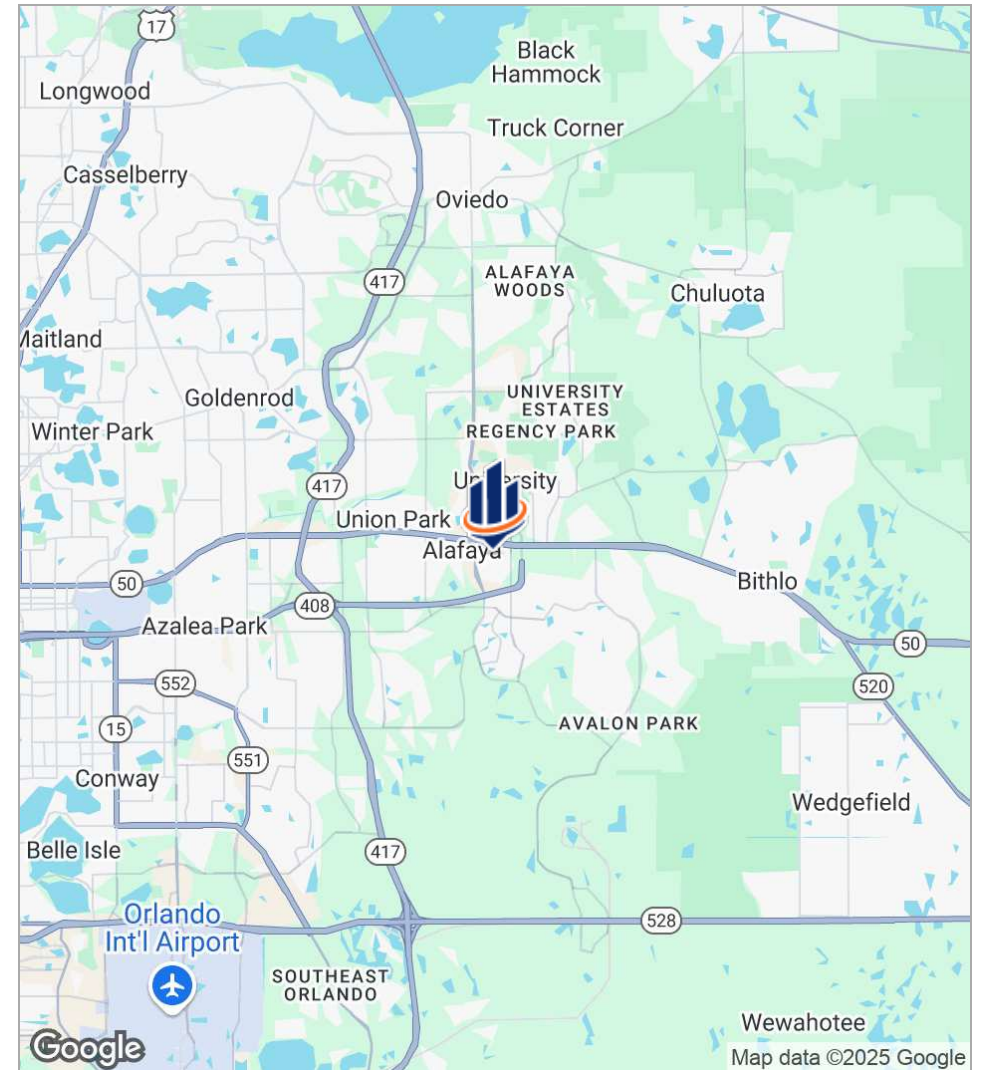 17
Black
Hammock
Longwood
Truck Corner
Casselberry
Oviedo
417
ALAFAYA
WOODS
Chuluota
Maitland
Goldenrod
UNIVERSITY
ESTATES
Winter Park
REGENCY PARK
417
University
Union Park
Alafaya
50
Bithlo
408
Azalea Park
50
552
520
15
AVALON PARK
551
Conway
Wedgefield
Belle Isle
417
Orlando
Int'l Airport
528
SOUTHEAST
ORLANDO
Wewahotee
Google
Map data ©2025 Google